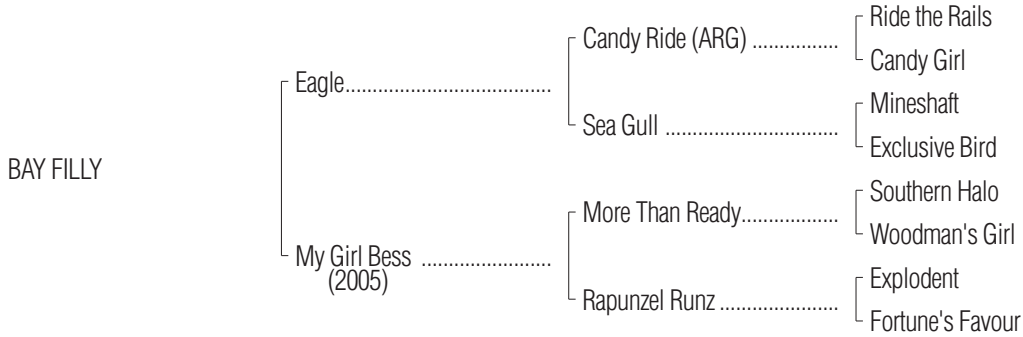 Ride the Rails
Candy Ride (ARG) ................
Candy Girl
Eagle....................................
Mineshaft
Sea Gull ..............................
Exclusive Bird
BAY FILLY
Southern Halo
More Than Ready.................
Woodman's Girl
My Girl Bess .......................
(2005)
Explodent
Rapunzel Runz .....................
Fortune's Favour